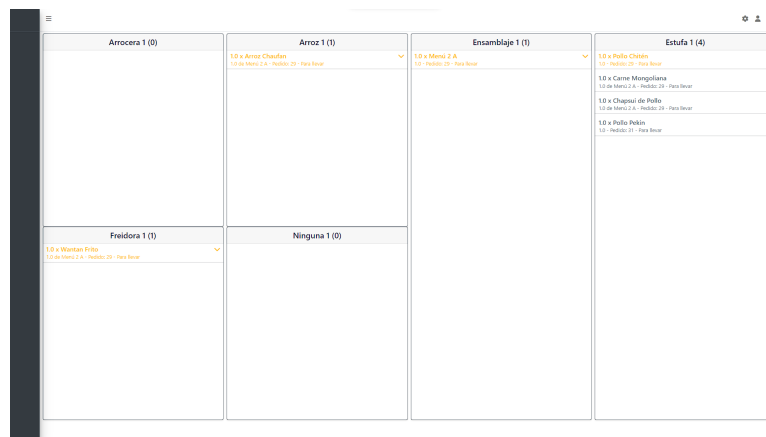 Arrocera 1 (0)
Arroz 1 (1)
1.0 x Arroz Chaufan
1.0 de Menú 2 A - Pedido: 29 - Para llevar
Ensamblaje 1 (1)
1.0 x Menú 2 A
1.0 - Pedido: 29 - Para llevar
Estufa 1 (4)
1.0 x Pollo Chitén
1.0 - Pedido: 29 - Para llevar
1.0 x Carne Mongoliana
1.0 de Menú 2 A - Pedido: 29 - Para llevar
1.0 x Chapsui de Pollo
1.0 de Menú 2 A - Pedido: 29 - Para llevar
1.0 x Pollo Pekin
1.0 - Pedido: 31 - Para llevar
Freidora 1 (1)
1.0 x Wantan Frito
1.0 de Menú 2 A - Pedido: 29 - Para llevar
Ninguna 1 (0)